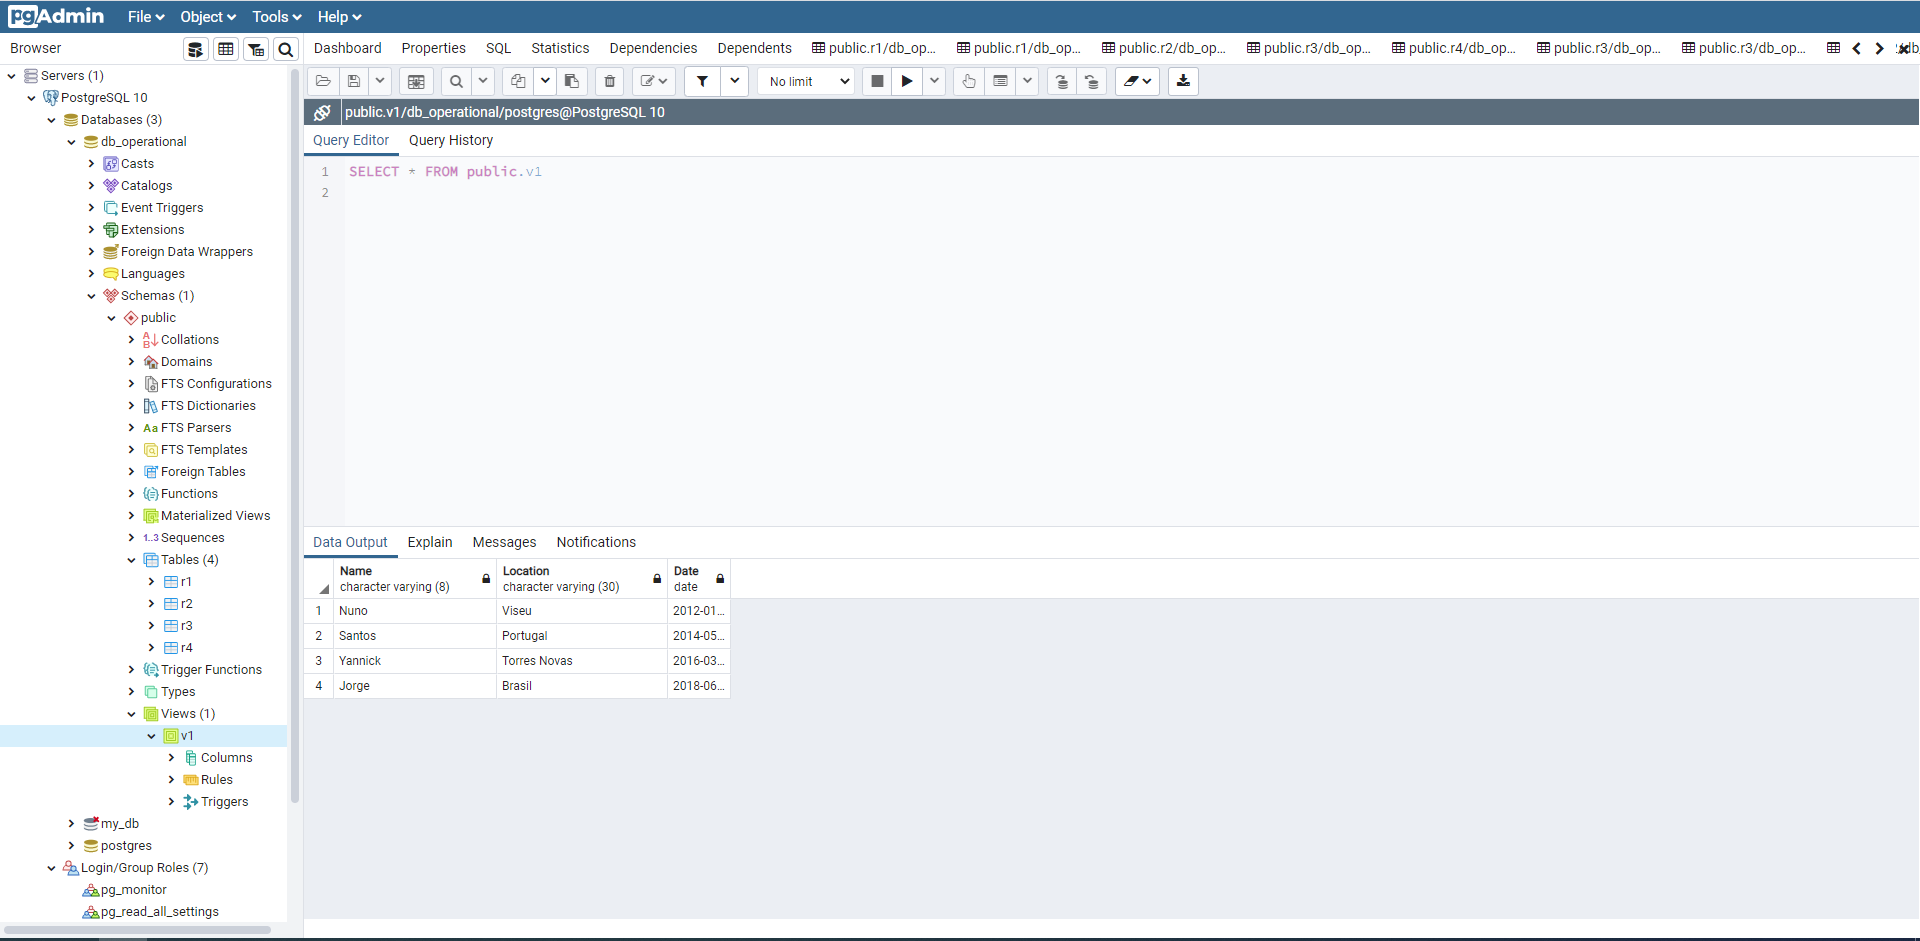 pgAdmin File Object Tools Help
Browser
Dashboard Properties SQL Statistics Dependencies Dependents public.r1/db_op... public.r1/db_op... public.r2/db_op... public.r3/db_op... public.r4/db_op... public.r3/db_op... public.r3/db_op...
Servers (1)
PostgreSQL 10
Databases (3)
db_operational
Casts
Catalogs
Event Triggers
Extensions
Foreign Data Wrappers
Languages
Schemas (1)
public
Collations
Domains
FTS Configurations
FTS Dictionaries
Aa FTS Parsers
FTS Templates
Foreign Tables
Functions
Materialized Views
1..3 Sequences
Tables (4)
r1
r2
r3
r4
Trigger Functions
Types
Views (1)
v1
Columns
Rules
Triggers
my_db
postgres
Login/Group Roles (7)
pg_monitor
pg_read_all_settings
No limit
public.v1/db_operational/postgres@PostgreSQL 10
Query Editor Query History
1 SELECT * FROM public.v1
2
Data Output Explain Messages Notifications
Name Location Date
character varying (8) character varying (30) date
1 Nuno Viseu 2012-01...
2 Santos Portugal 2014-05...
3 Yannick Torres Novas 2016-03...
4 Jorge Brasil 2018-06...